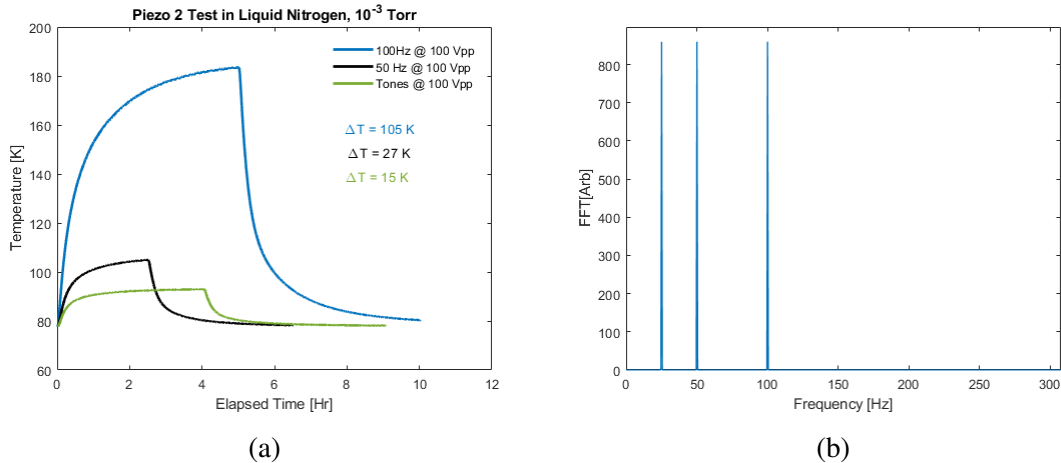 Piezo 2 Test in Liquid Nitrogen, 10⁻³ Torr
200
180
160
140
120
100
80
60
0
2
4
6
8
10
12
Temperature [K]
Elapsed Time [Hr]
100Hz @ 100 Vpp
50 Hz @ 100 Vpp
Tones @ 100 Vpp
ΔT = 105 K
ΔT = 27 K
ΔT = 15 K
(a)
800
700
600
500
400
300
200
100
0
0
50
100
150
200
250
300
FFT[Arb]
Frequency [Hz]
(b)